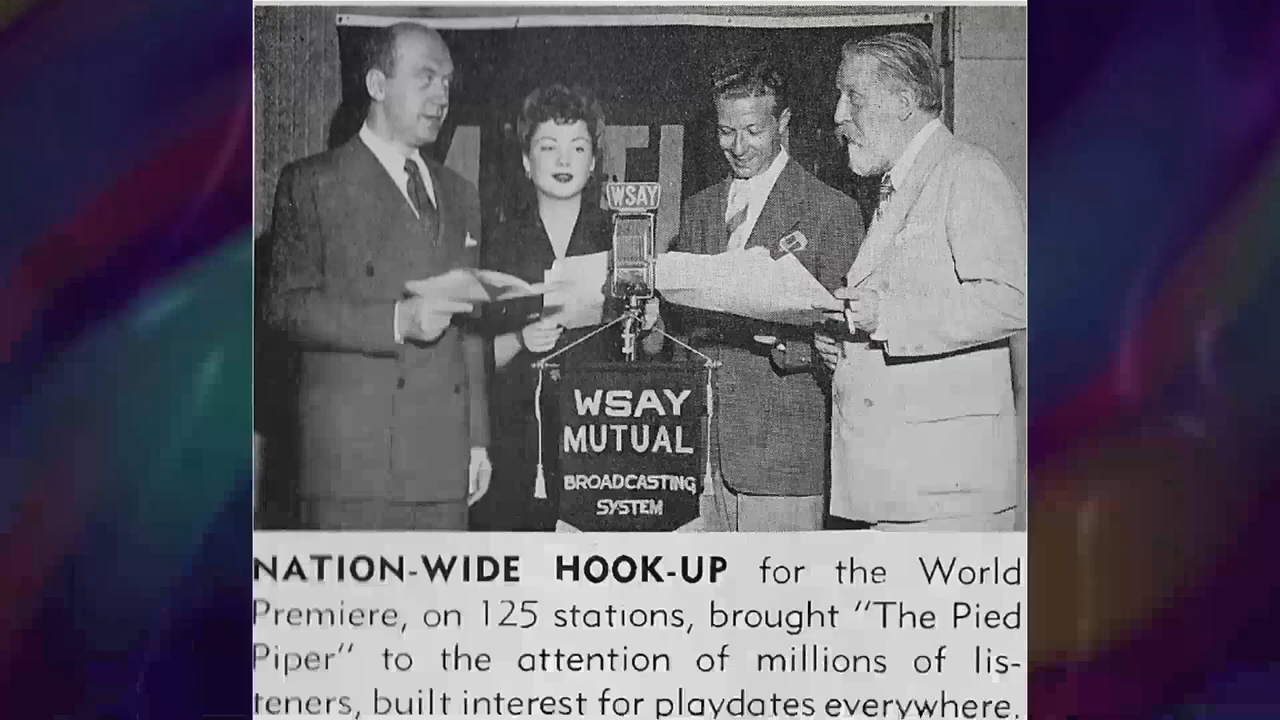 WSAY
WSAY
MUTUAL
BROADCASTING
SYSTEM
NATION-WIDE HOOK-UP for the World
Premiere, on 125 stations, brought "The Pied
Piper" to the attention of millions of lis-
teners, built interest for playdates everywhere.